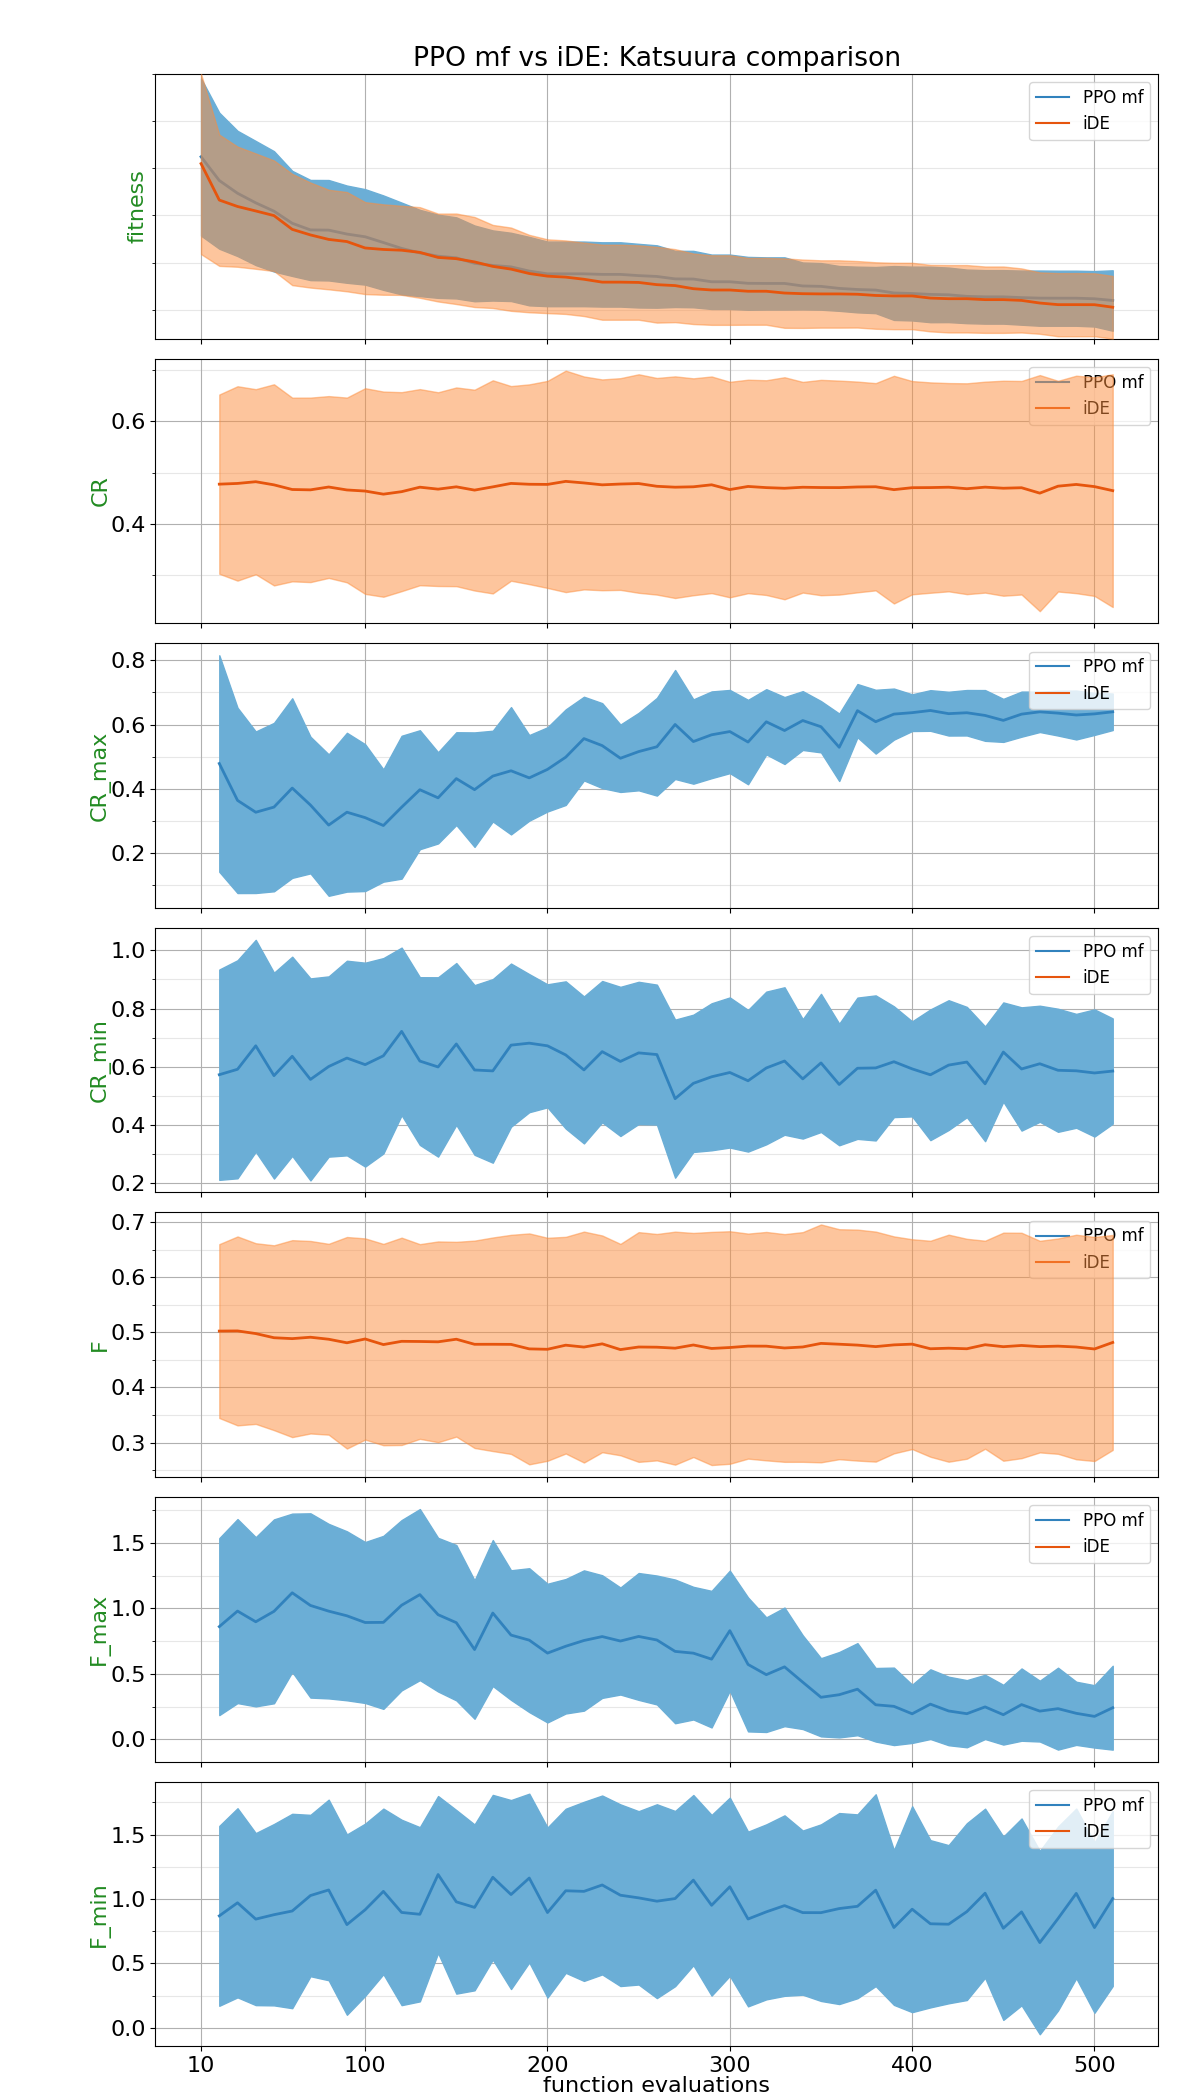 PPO mf vs iDE: Katsuura comparison
fitness
PPO mf
iDE
CR
0.6
0.4
PPO mf
iDE
CR_max
0.8
0.6
0.4
0.2
PPO mf
iDE
CR_min
1.0
0.8
0.6
0.4
0.2
PPO mf
iDE
F
0.7
0.6
0.5
0.4
0.3
PPO mf
iDE
F_max
1.5
1.0
0.5
0.0
PPO mf
iDE
F_min
1.5
1.0
0.5
0.0
PPO mf
iDE
10 100 200 300 400 500
function evaluations